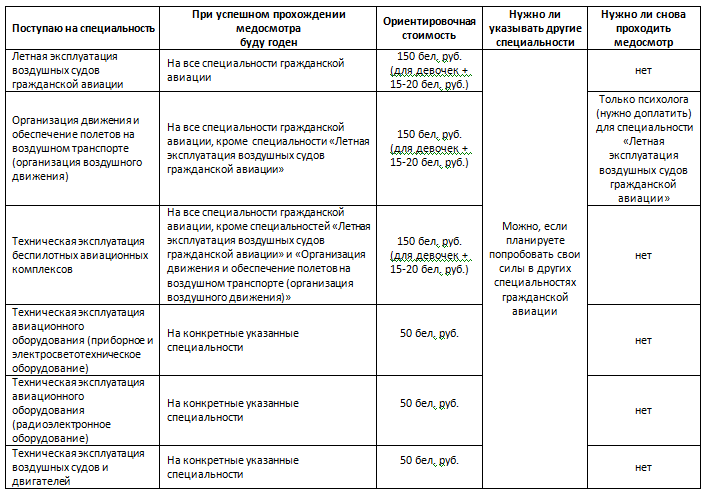 Поступаю на специальность
При успешном прохождении
медосмотра
буду годен
Ориентировочная
стоимость
Нужно ли
указывать другие
специальности
Нужно ли снова
проходить
медосмотр
Летная эксплуатация
воздушных судов
гражданской авиации
На все специальности гражданской
авиации
150 бел. руб.
(для девочек +
15-20 бел. руб.)
нет
Организация движения и
обеспечение полетов на
воздушном транспорте
(организация воздушного
движения)
На все специальности гражданской
авиации, кроме специальности «Летная
эксплуатация воздушных судов
гражданской авиации»
150 бел. руб.
(для девочек +
15-20 бел. руб.)
Только психолога
(нужно доплатить)
для специальности
«Летная
эксплуатация
воздушных судов
гражданской
авиации»
Техническая эксплуатация
беспилотных авиационных
комплексов
На все специальности гражданской
авиации, кроме специальностей «Летная
эксплуатация воздушных судов
гражданской авиации» и «Организация
движения и обеспечение полетов на
воздушном транспорте (организация
воздушного движения)»
150 бел. руб.
(для девочек +
15-20 бел. руб.)
Можно, если
планируете
попробовать свои
силы в других
специальностях
гражданской
авиации
нет
Техническая эксплуатация
авиационного
оборудования (приборное и
электросветотехническое
оборудование)
На конкретные указанные
специальности
50 бел. руб.
нет
Техническая эксплуатация
авиационного
оборудования
(радиоэлектронное
оборудование)
На конкретные указанные
специальности
50 бел. руб.
нет
Техническая эксплуатация
воздушных судов и
двигателей
На конкретные указанные
специальности
50 бел. руб.
нет